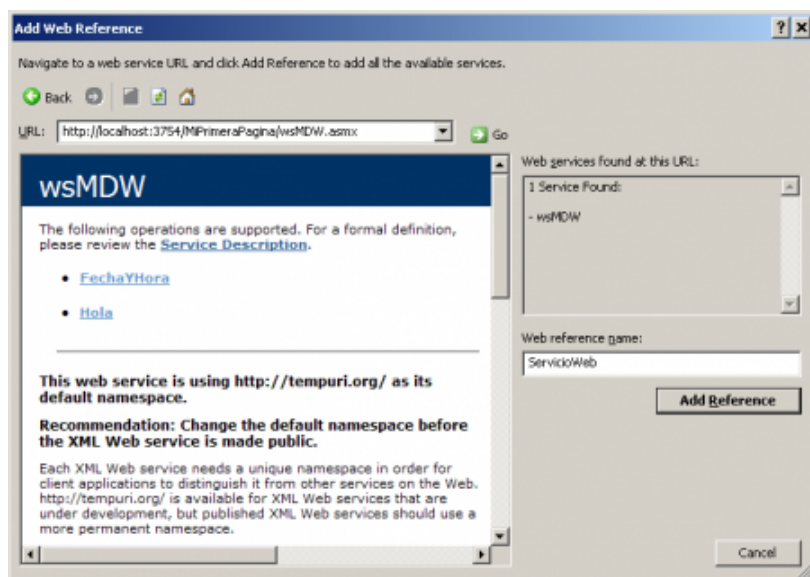 Add Web Reference
Navigate to a web service URL and click Add Reference to add all the available services.
Back
URL: http://localhost:3754/MiPrimeraPagina/wsMDW.asmx Go
wsMDW
The following operations are supported. For a formal definition,
please review the Service Description.
• FechaYHora
• Hola
This web service is using http://tempuri.org/ as its
default namespace.
Recommendation: Change the default namespace before
the XML Web service is made public.
Each XML Web service needs a unique namespace in order for
client applications to distinguish it from other services on the Web.
http://tempuri.org/ is available for XML Web services that are
under development, but published XML Web services should use a
more permanent namespace.
Web services found at this URL:
1 Service Found:
- wsMDW
Web reference name:
ServicioWeb
Add Reference
Cancel